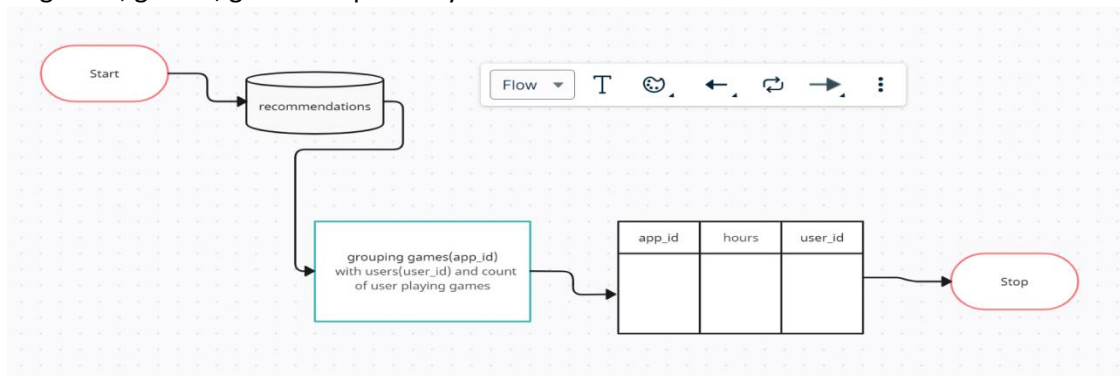 Start
recommendations
Flow
T
grouping games(app_id)
with users(user_id) and count
of user playing games
app_id hours user_id
Stop